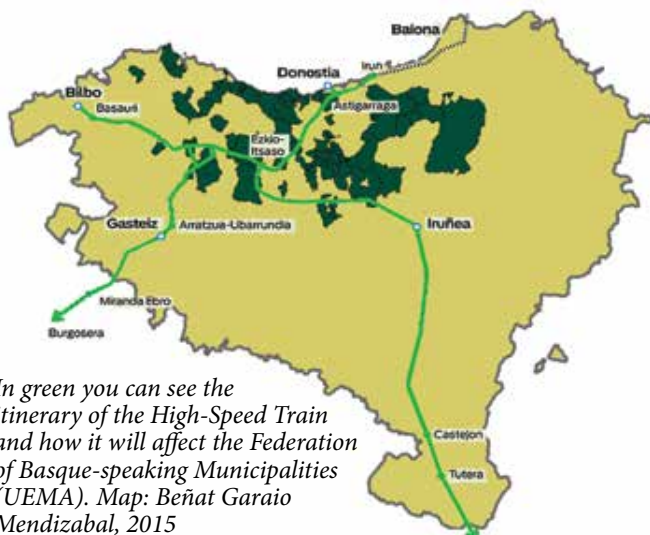 Baiona
Irun
Donostia
Astigarraga
Bilbo
Basauri
Ezkio-
Itsaso
Gasteiz
Arratzua-Ubarrundia
Iruñea
Miranda Ebro
Burgosera
Castejon
Tutera
In green you can see the
itinerary of the High-Speed Train
and how it will affect the Federation
of Basque-speaking Municipalities
(UEMA). Map: Beñat Garaio
Mendizabal, 2015